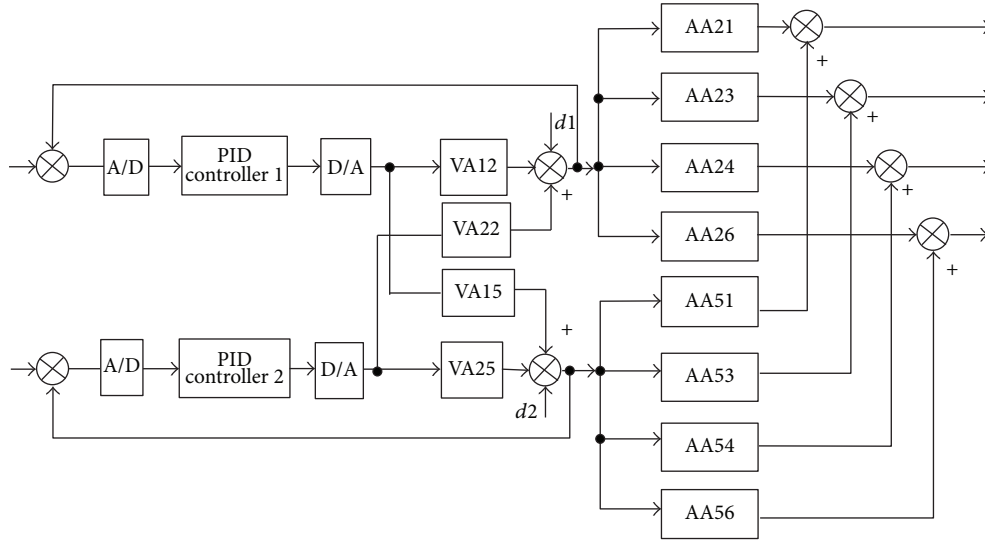 AA21
+
AA23
+
d1
A/D
PID
controller 1
D/A
VA12
+
AA24
+
VA22
AA26
+
VA15
AA51
+
A/D
PID
controller 2
D/A
VA25
d2
AA53
AA54
AA56